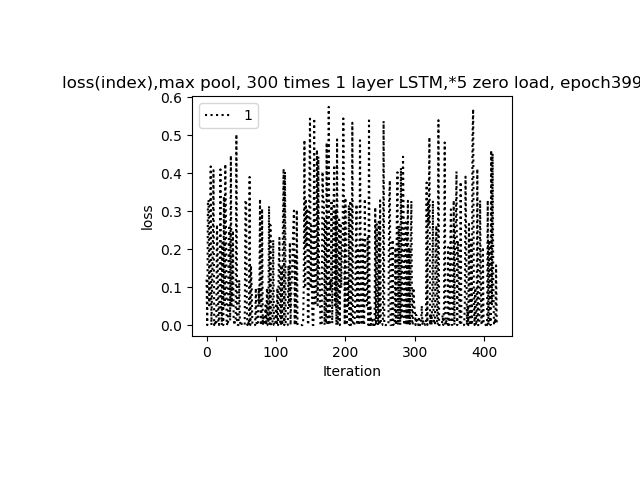 loss(index),max pool, 300 times 1 layer LSTM,*5 zero load, epoch399
0.6
1
0.5
0.4
0.3
0.2
0.1
0.0
loss
0 100 200 300 400
Iteration